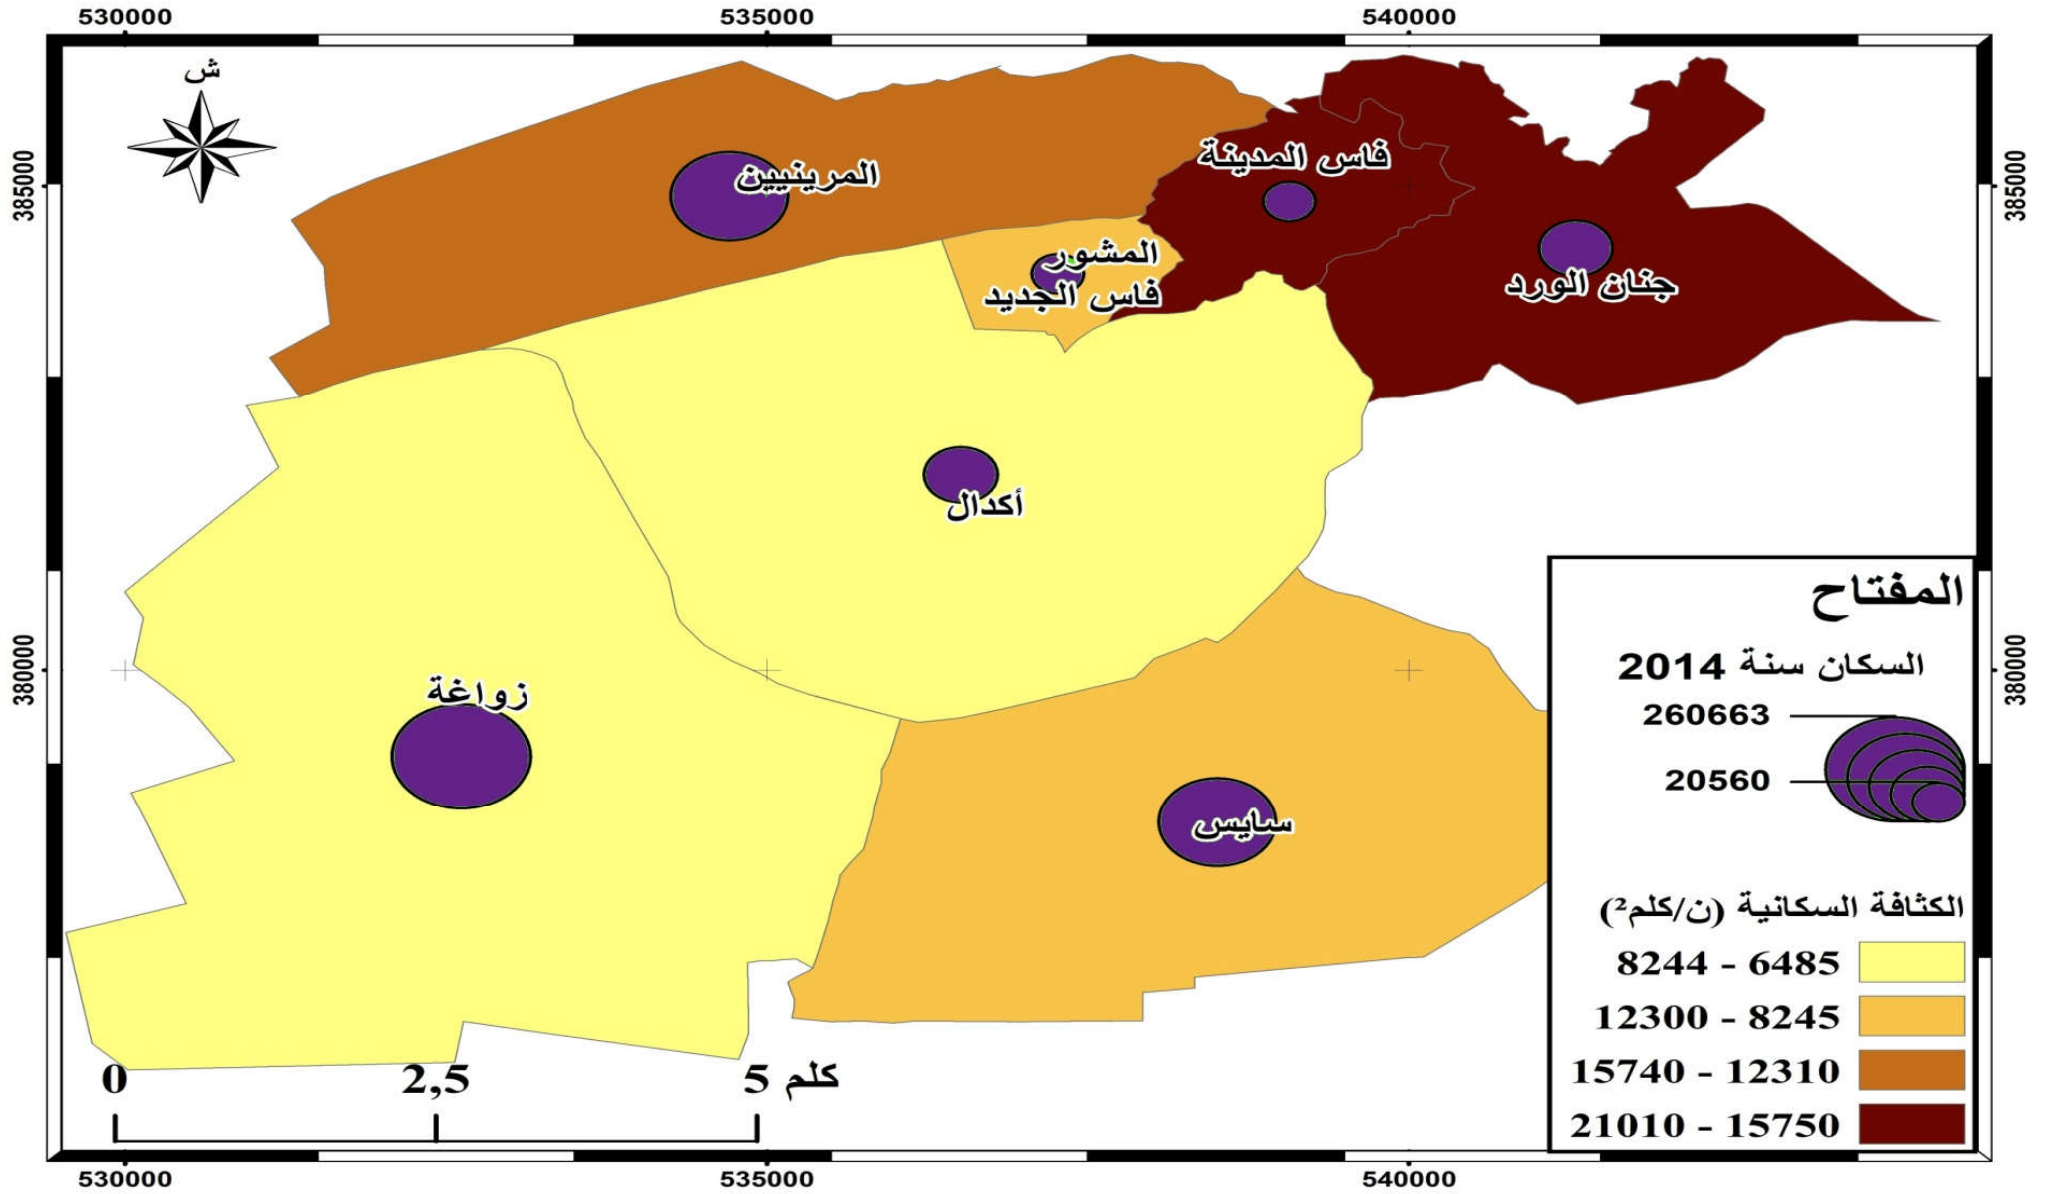 530000 535000 540000
ش
385000
385000
المرينيين
فاس المدينة
المشور
فاس الجديد
جنان الورد
أكدال
زواغة
سايس
380000
380000
المفتاح
السكان سنة 2014
260663
20560
الكثافة السكانية (ن/كلم²)
8244 - 6485
12300 - 8245
15740 - 12310
21010 - 15750
0 2,5 5 كلم
530000 535000 540000